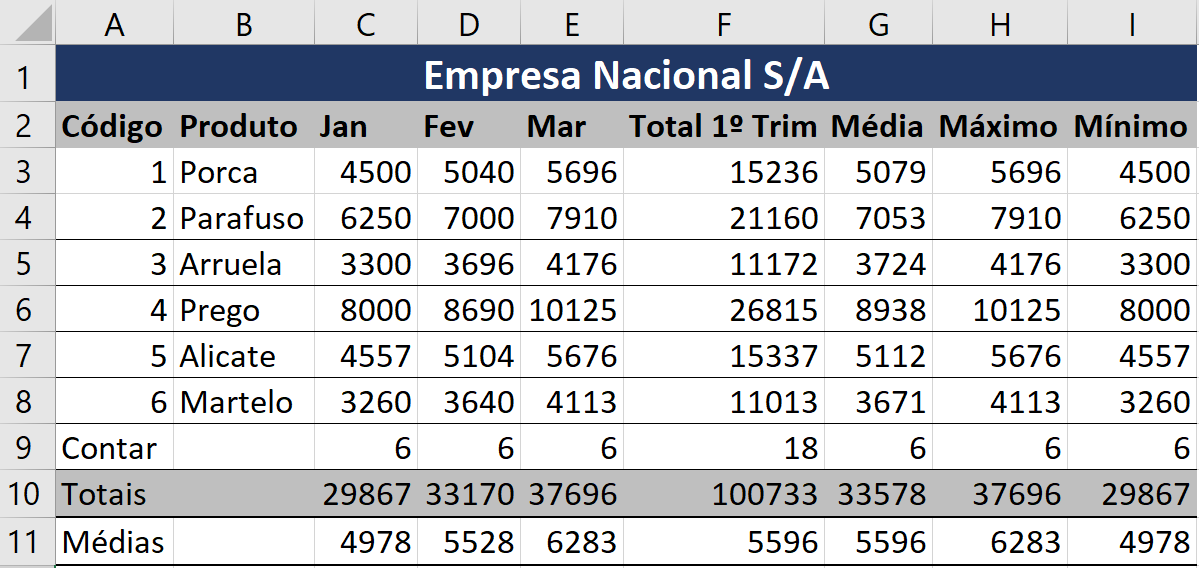 A B C D E F G H I
1 Empresa Nacional S/A
2 Código Produto Jan Fev Mar Total 1º Trim Média Máximo Mínimo
3 1 Porca 4500 5040 5696 15236 5079 5696 4500
4 2 Parafuso 6250 7000 7910 21160 7053 7910 6250
5 3 Arruela 3300 3696 4176 11172 3724 4176 3300
6 4 Prego 8000 8690 10125 26815 8938 10125 8000
7 5 Alicate 4557 5104 5676 15337 5112 5676 4557
8 6 Martelo 3260 3640 4113 11013 3671 4113 3260
9 Contar 6 6 6 18 6 6 6
10 Totais 29867 33170 37696 100733 33578 37696 29867
11 Médias 4978 5528 6283 5596 5596 6283 4978